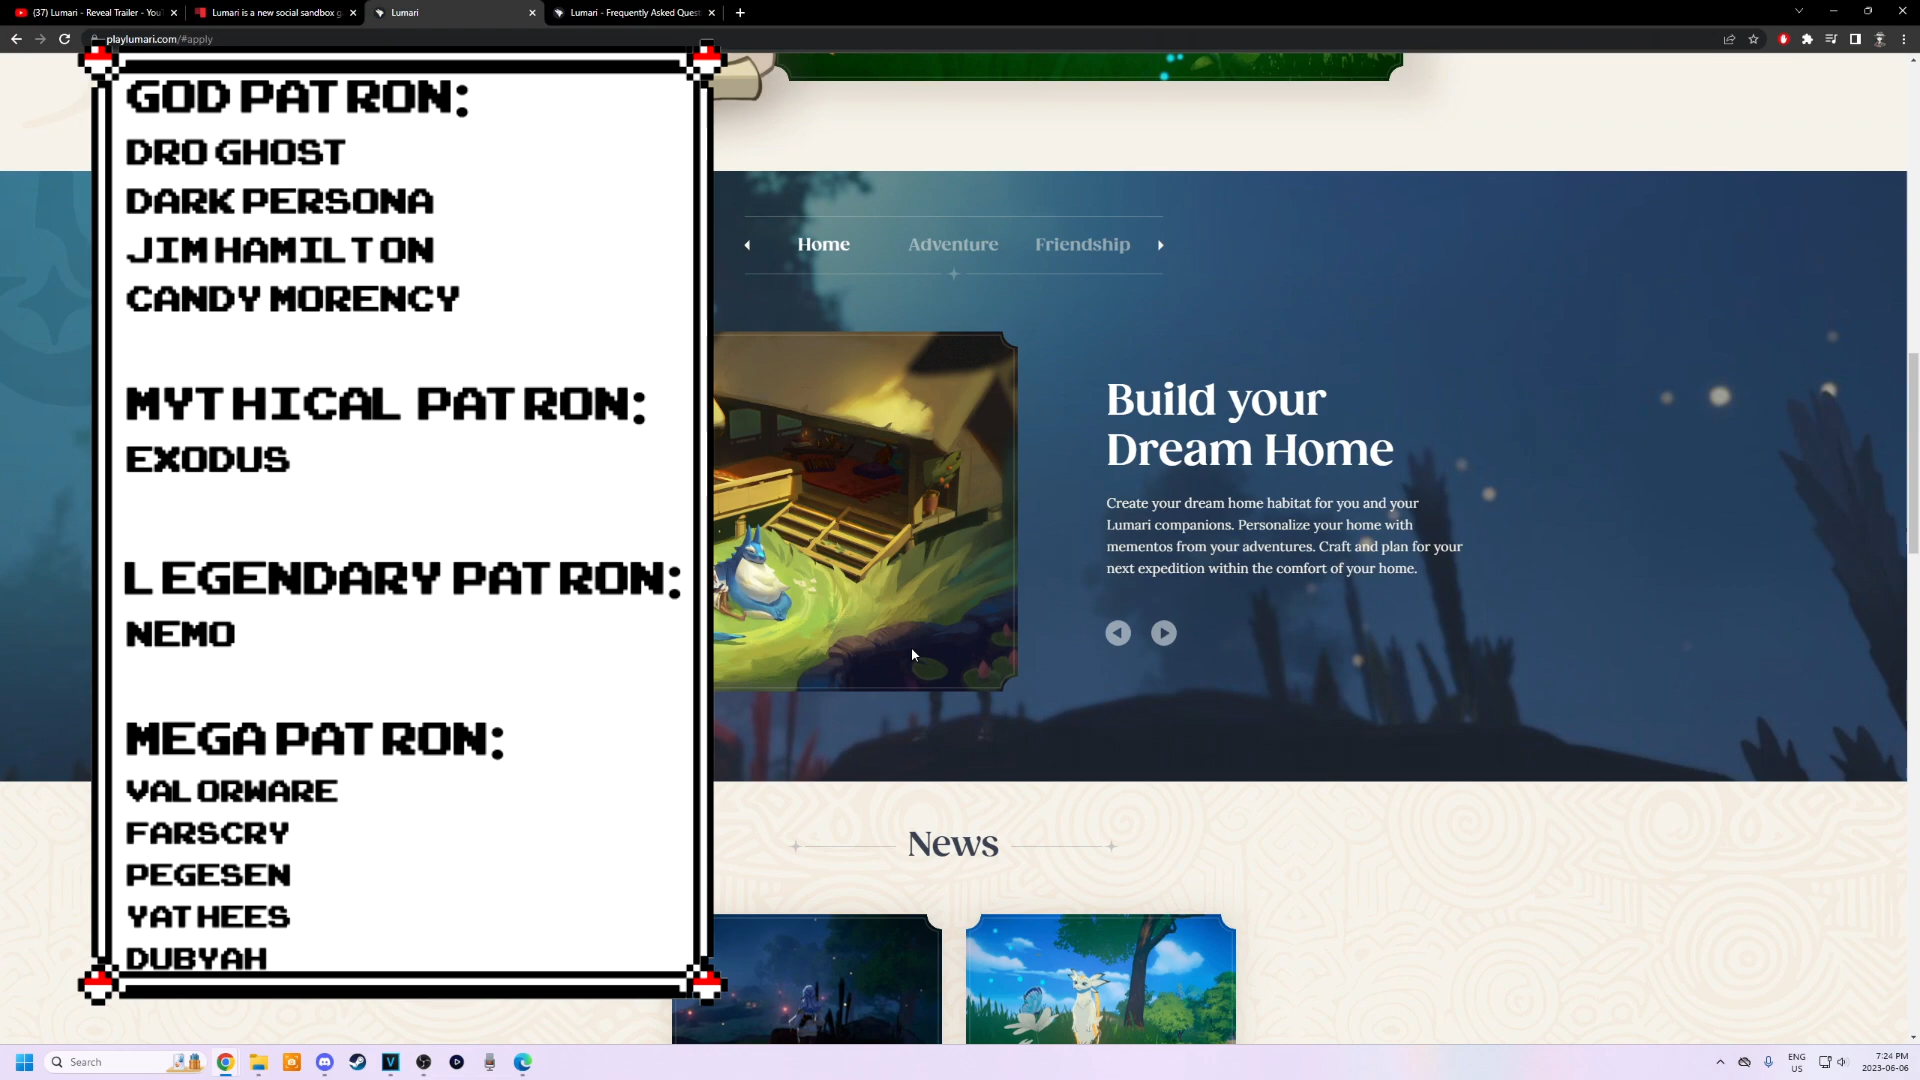 (37) Lumari - Reveal Trailer - You
Lumari is a new social sandbox g
Lumari
Lumari - Frequently Asked Quest
playlumari.com/#apply
GOD PATRON:
DRO GHOST
DARK PERSONA
JIM HAMILTON
CANDY MORENCY
MYTHICAL PATRON:
EXODUS
LEGENDARY PATRON:
NEMO
MEGA PATRON:
VALORWARE
FARSCRY
PEGESEN
YATHEES
DUBYAH
Home
Adventure
Friendship
Build your
Dream Home
Create your dream home habitat for you and your
Lumari companions. Personalize your home with
mementos from your adventures. Craft and plan for your
next expedition within the comfort of your home.
News
Search
ENG
US
7:24 PM
2023-06-06